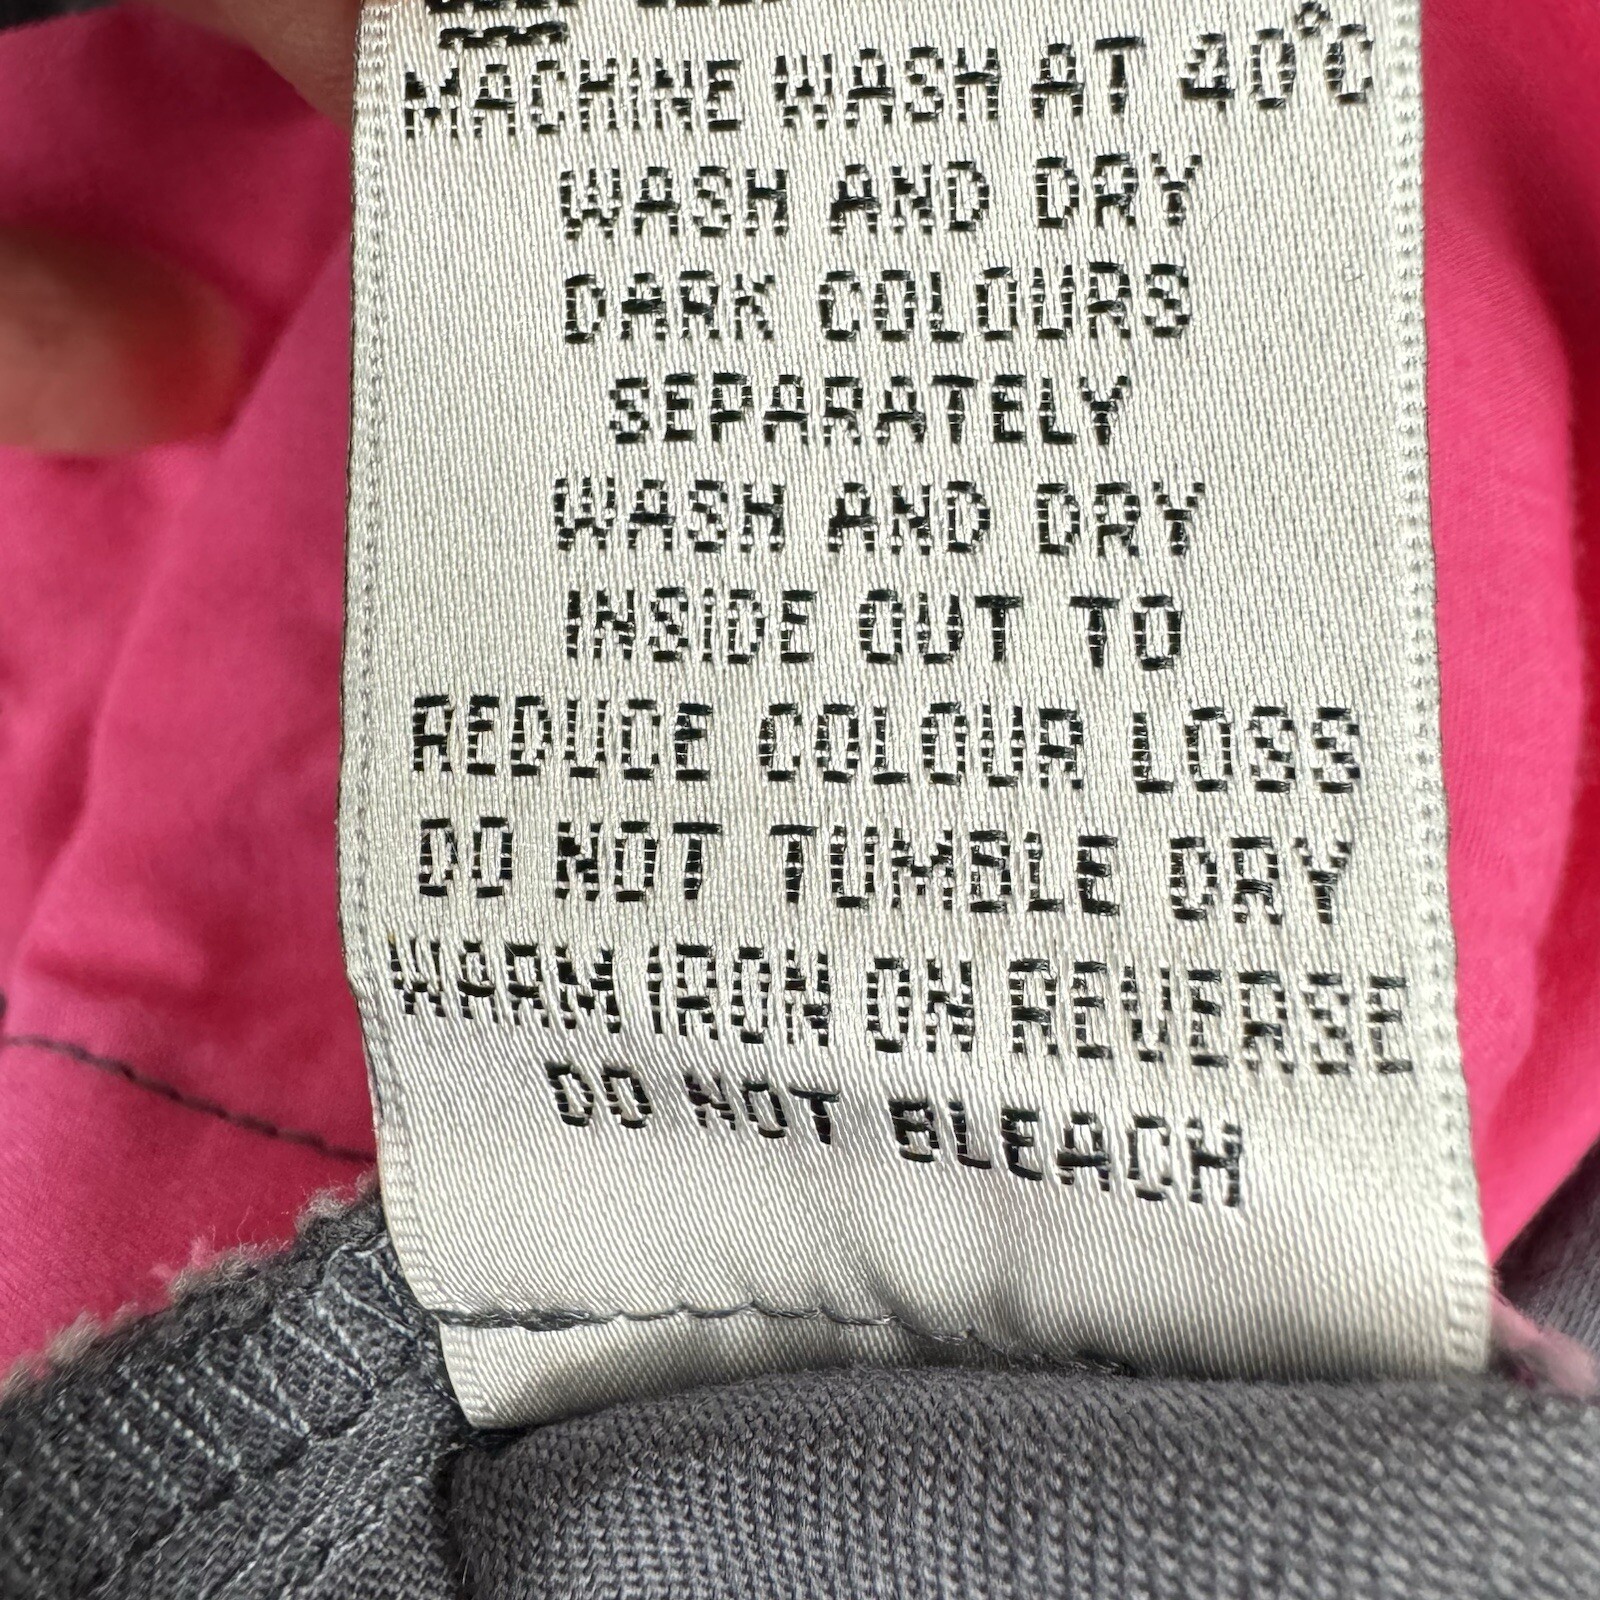 MACHINE WASH AT 40°C
WASH AND DRY
DARK COLOURS
SEPARATELY
WASH AND DRY
INSIDE OUT TO
REDUCE COLOUR LOSS
DO NOT TUMBLE DRY
WARM IRON ON REVERSE
DO NOT BLEACH